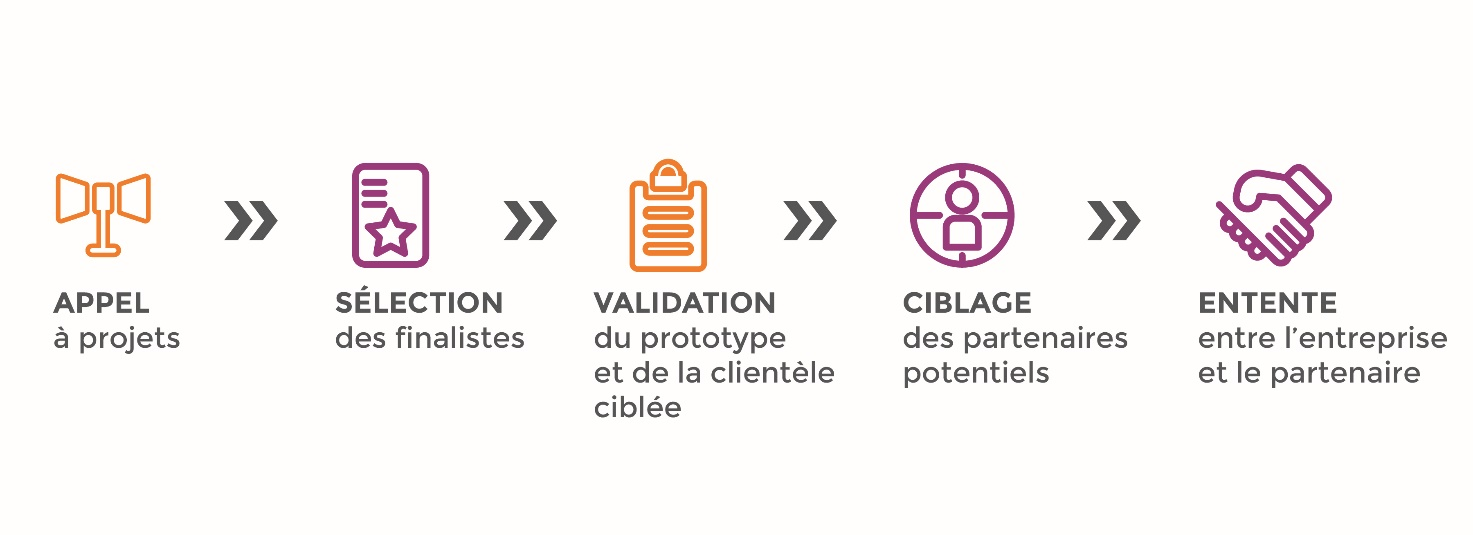 APPEL
à projets
SÉLECTION
des finalistes
VALIDATION
du prototype
et de la clientèle
ciblée
CIBLAGE
des partenaires
potentiels
ENTENTE
entre l’entreprise
et le partenaire